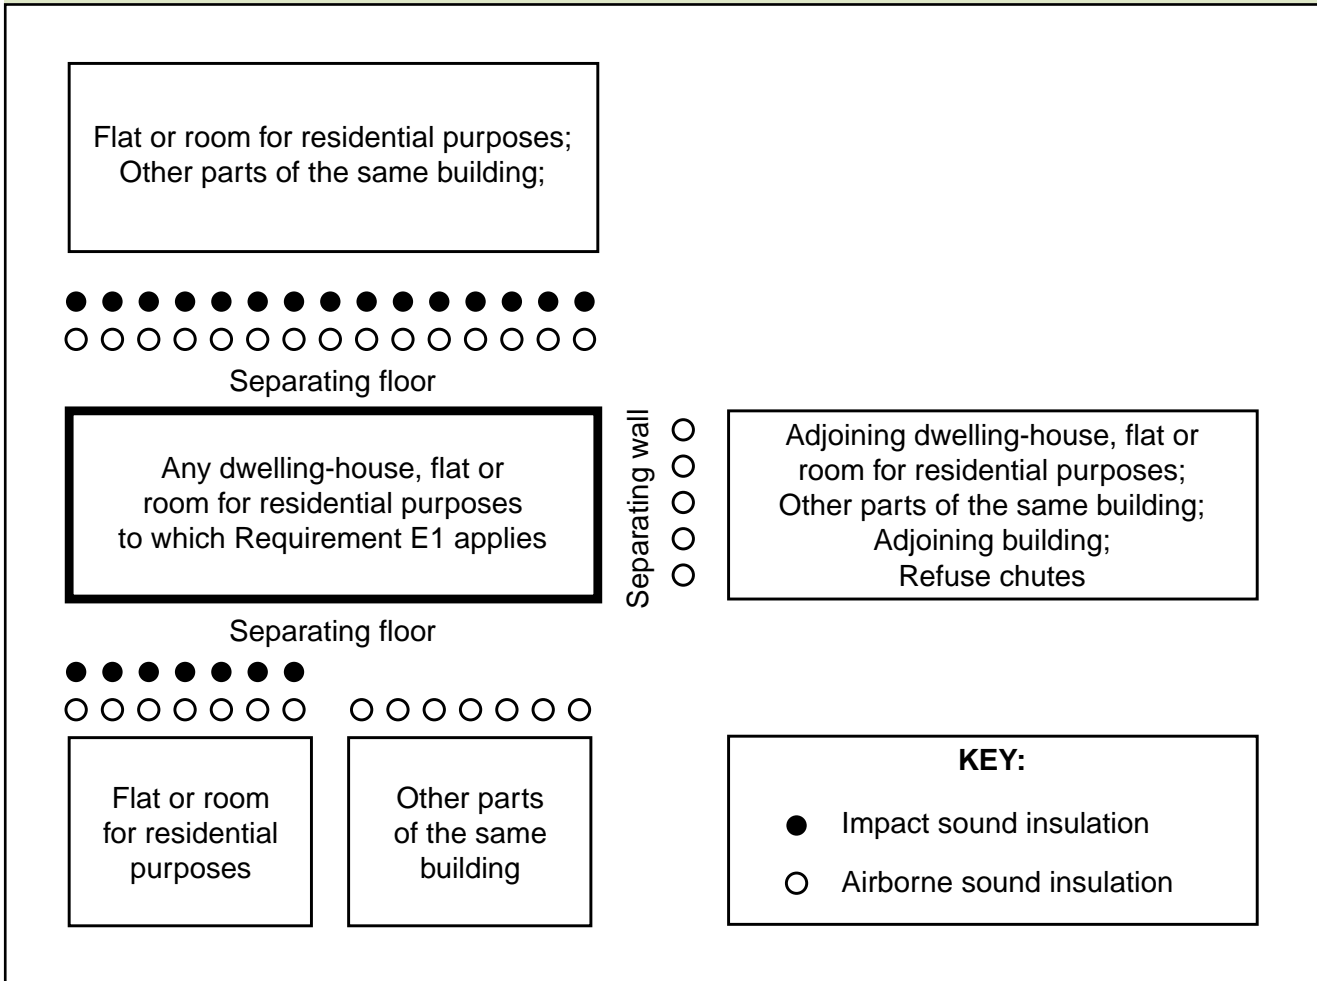 Flat or room for residential purposes;
Other parts of the same building;
Separating floor
Any dwelling-house, flat or
room for residential purposes
to which Requirement E1 applies
Separating wall
Adjoining dwelling-house, flat or
room for residential purposes;
Other parts of the same building;
Adjoining building;
Refuse chutes
Separating floor
Flat or room
for residential
purposes
Other parts
of the same
building
KEY:
Impact sound insulation
Airborne sound insulation